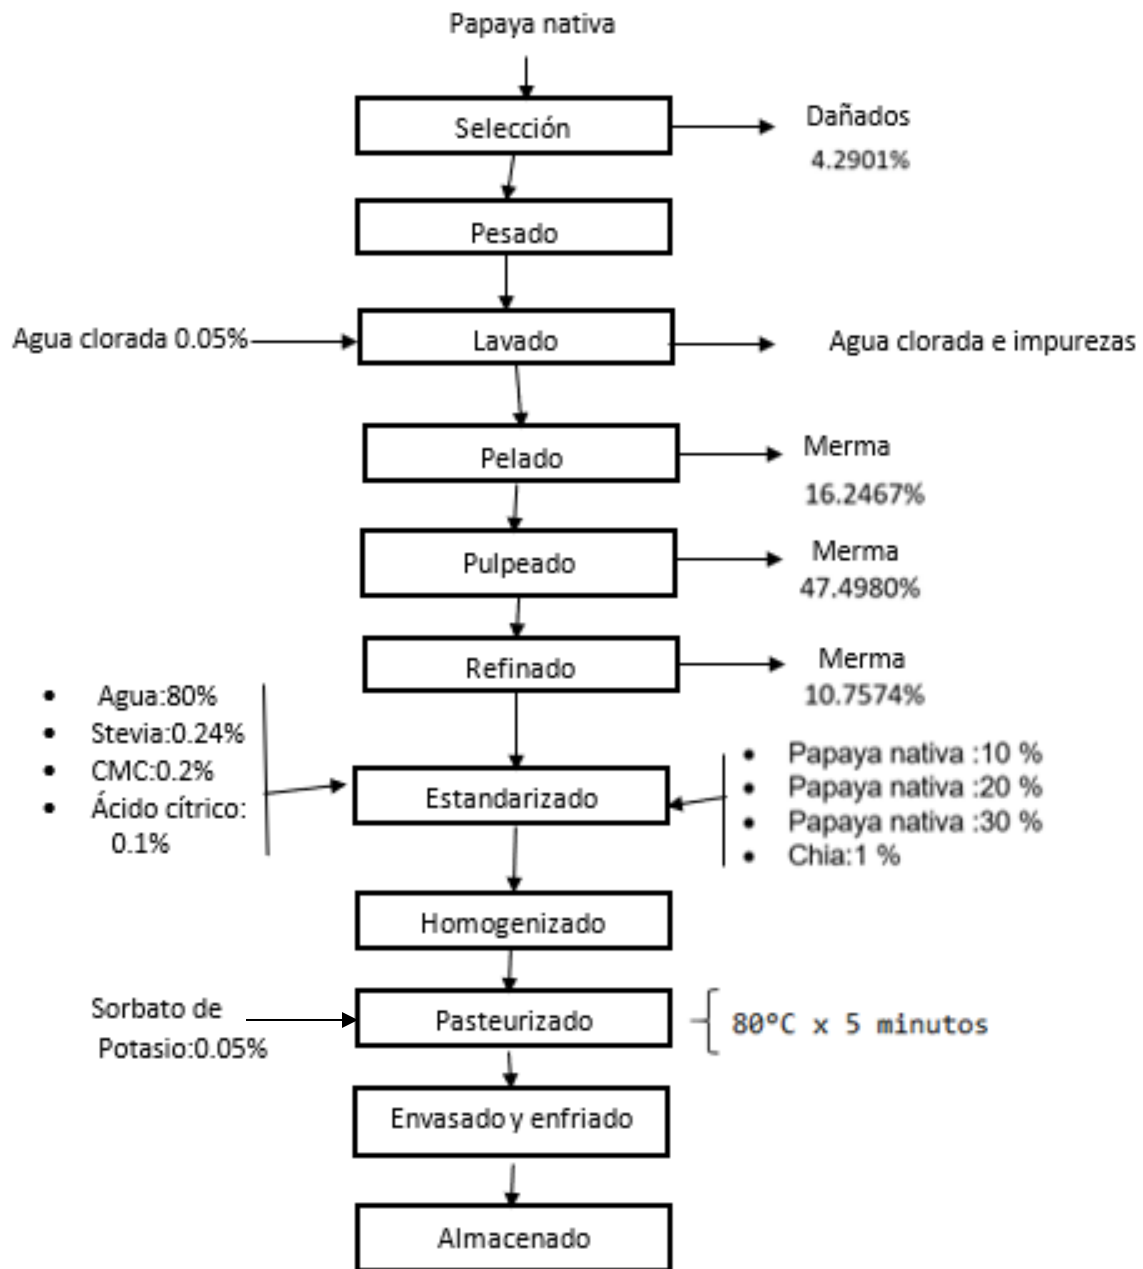 Papaya nativa
Selección
Dañados
4.2901%
Pesado
Agua clorada 0.05%
Lavado
Agua clorada e impurezas
Pelado
Merma
16.2467%
Pulpeado
Merma
47.4980%
Refinado
Merma
10.7574%
• Agua:80%
• Stevia:0.24%
• CMC:0.2%
• Ácido cítrico:
0.1%
Estandarizado
• Papaya nativa :10 %
• Papaya nativa :20 %
• Papaya nativa :30 %
• Chia:1 %
Homogenizado
Sorbato de
Potasio:0.05%
Pasteurizado
80°C x 5 minutos
Envasado y enfriado
Almacenado